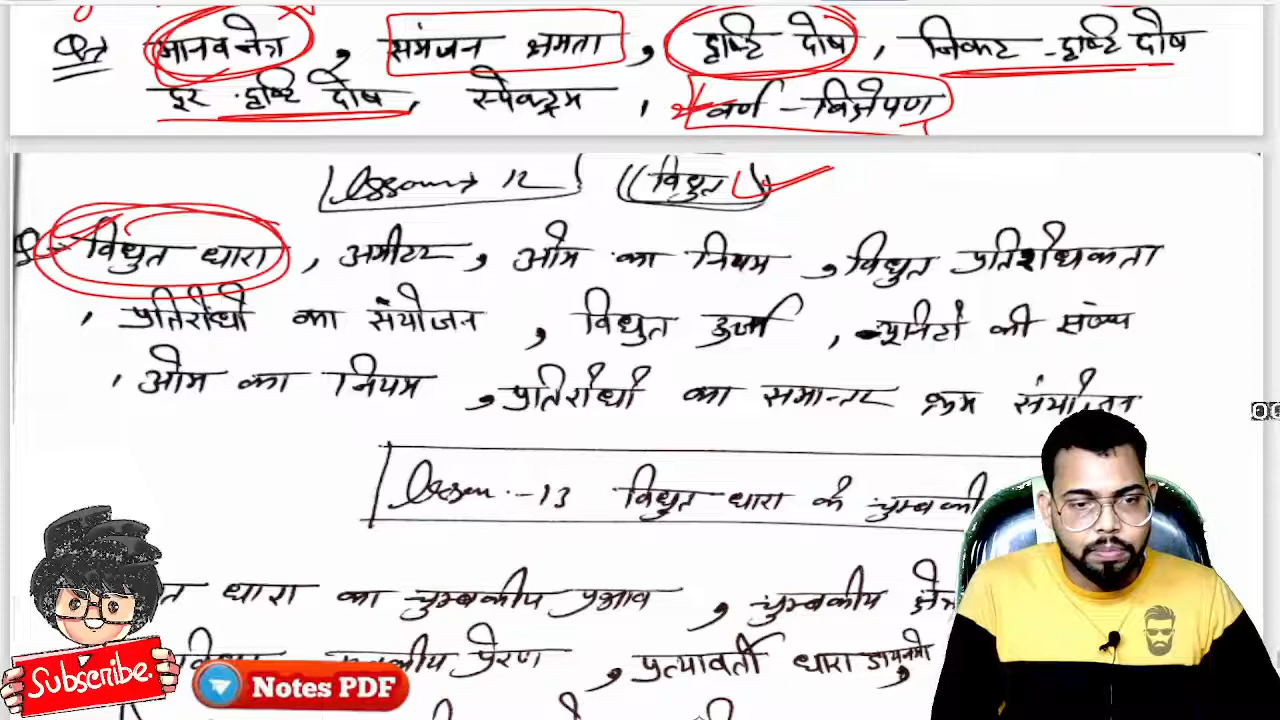 मानव नेत्र, समंजन क्षमता, दृष्टि दोष, निकट - दृष्टि दोष
दूर - दृष्टि दोष, स्पेक्ट्रम, वर्ण - विक्षेपण
Lesson → 12 (विधुत)
विधुत धारा, अमीटर, ओम का नियम, विधुत प्रतिरोधकता
, प्रतिरोधों का संयोजन, विधुत ऊर्जा, यूनिटों की संख्या
, ओम का नियम, प्रतिरोधों का समान्तर क्रम संयोजन
Lesson :- 13 विधुत धारा के चुम्बकी
त धारा का चुम्बकीय प्रभाव, चुम्बकीय क्षेत्र
प्रेरण, प्रत्यावर्ती धारा डायनमो,
Subscribe.
Notes PDF